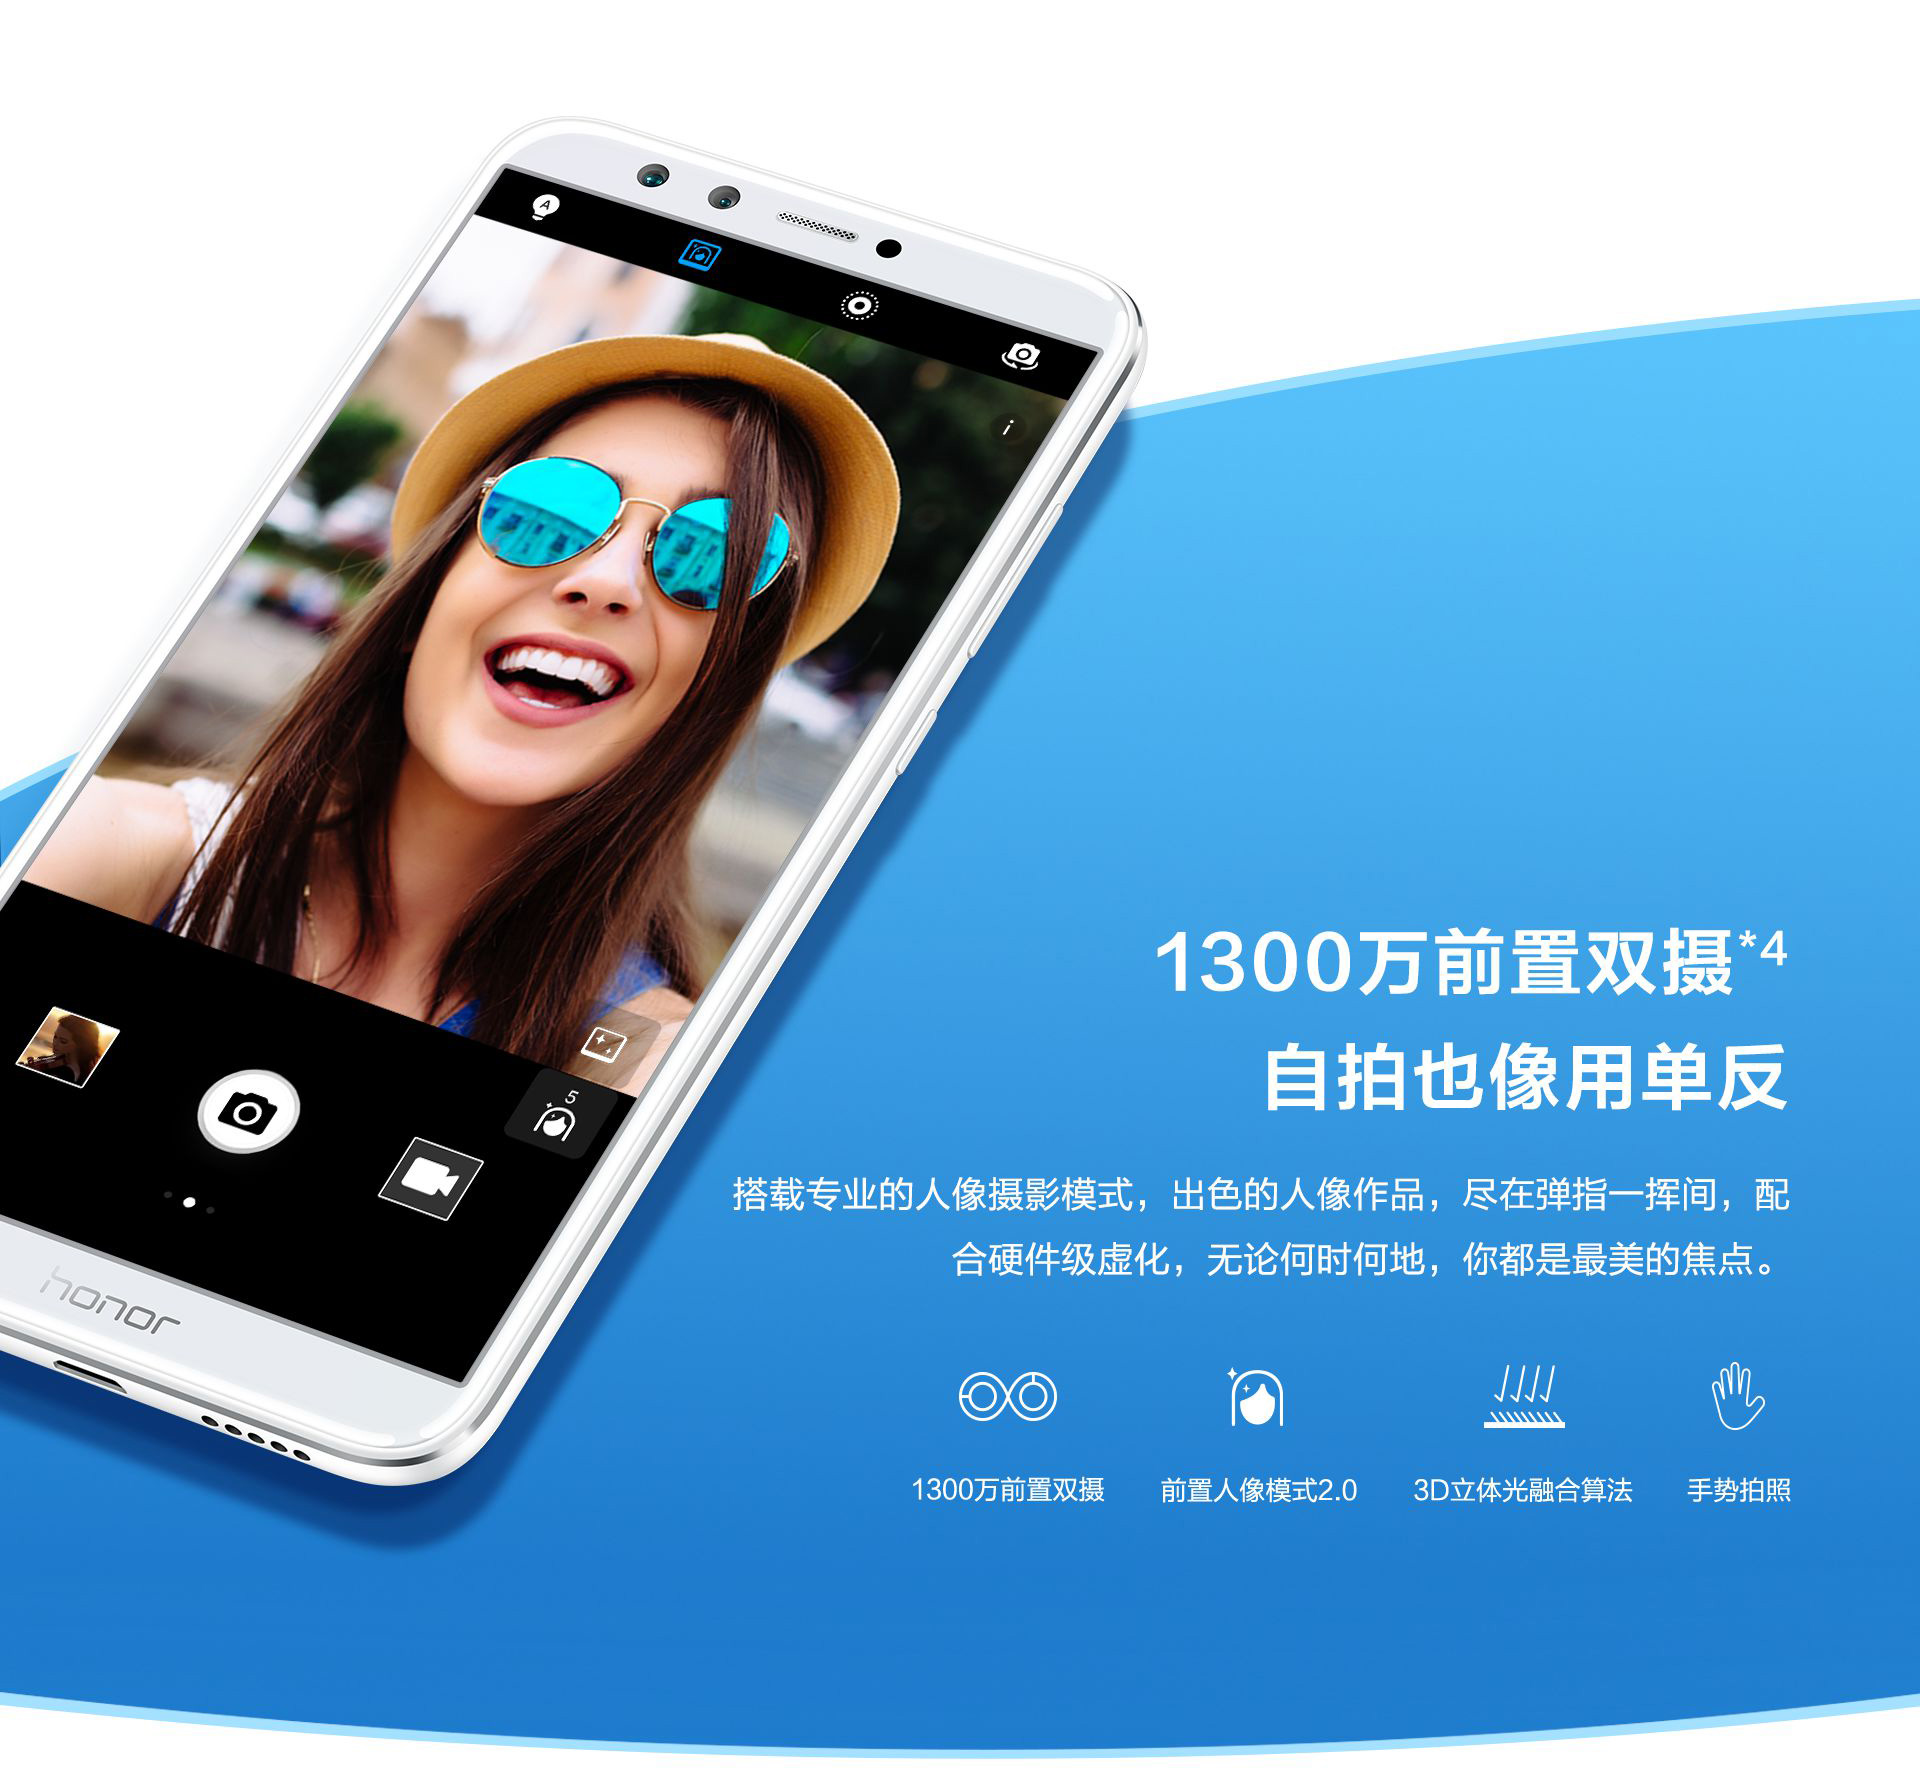 A
i
5
honor
1300万前置双摄*4
自拍也像用单反
搭载专业的人像摄影模式，出色的人像作品，尽在弹指一挥间，配
合硬件级虚化，无论何时何地，你都是最美的焦点。
1300万前置双摄
前置人像模式2.0
3D立体光融合算法
手势拍照